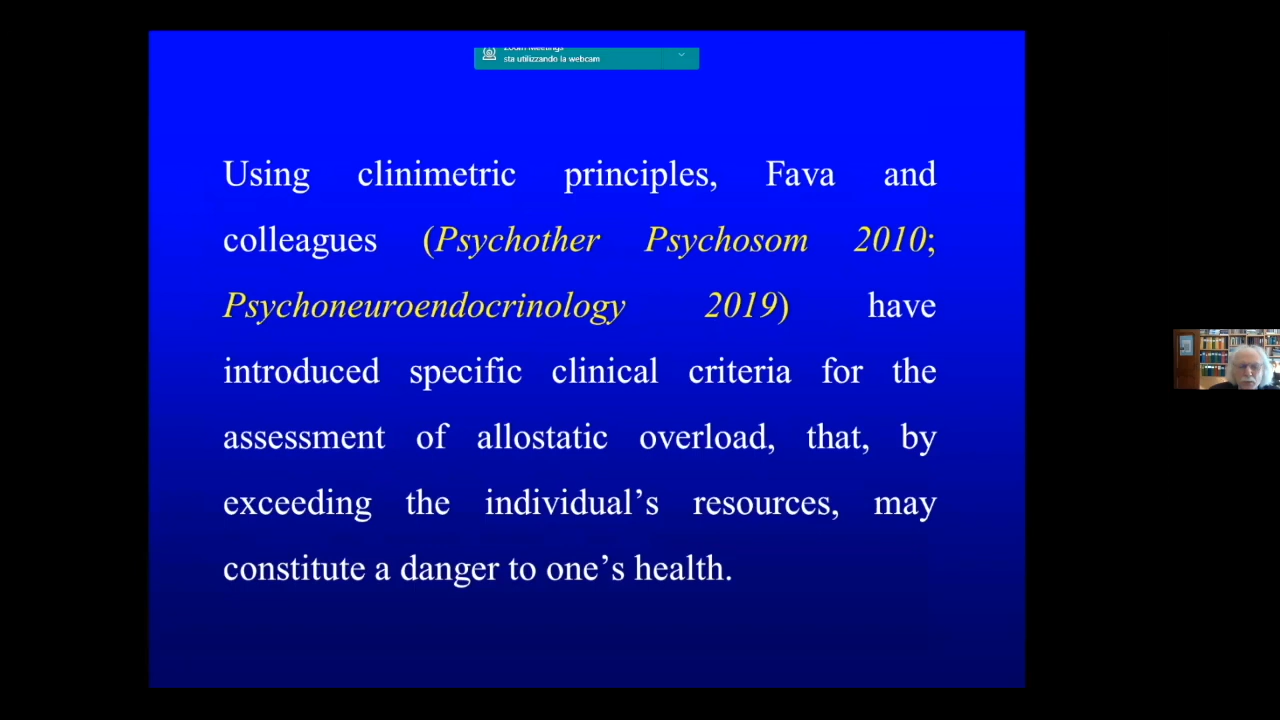 Zoom Meetings
sta utilizzando la webcam
Using clinimetric principles, Fava and
colleagues (Psychother Psychosom 2010;
Psychoneuroendocrinology 2019) have
introduced specific clinical criteria for the
assessment of allostatic overload, that, by
exceeding the individual’s resources, may
constitute a danger to one’s health.